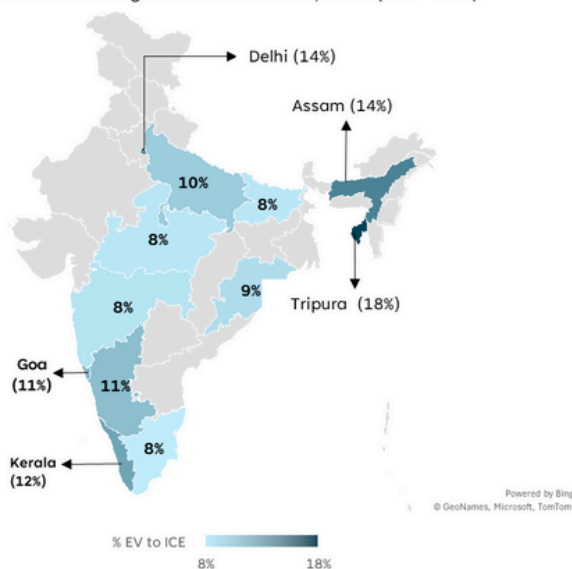 Delhi (14%)
Assam (14%)
10%
8%
8%
9%
Tripura (18%)
8%
Goa
(11%)
11%
8%
Kerala
(12%)
Powered by Bing
© GeoNames, Microsoft, TomTom
% EV to ICE
8%
18%